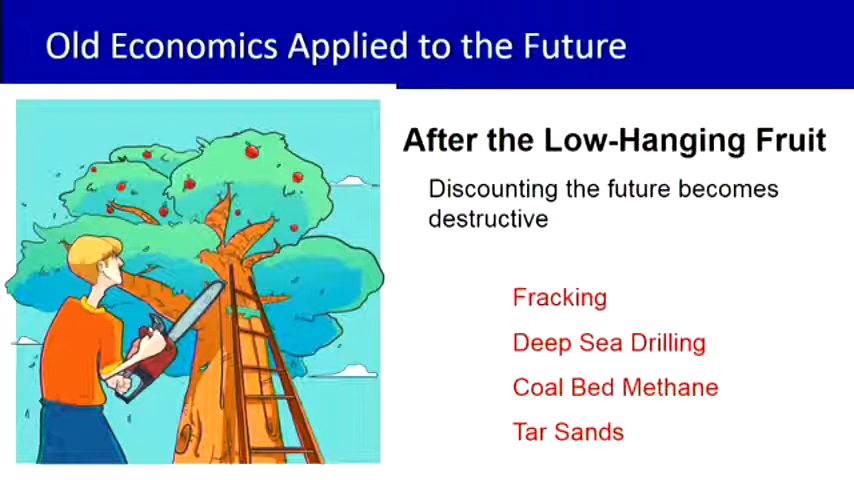 Old Economics Applied to the Future
After the Low-Hanging Fruit
Discounting the future becomes
destructive
Fracking
Deep Sea Drilling
Coal Bed Methane
Tar Sands